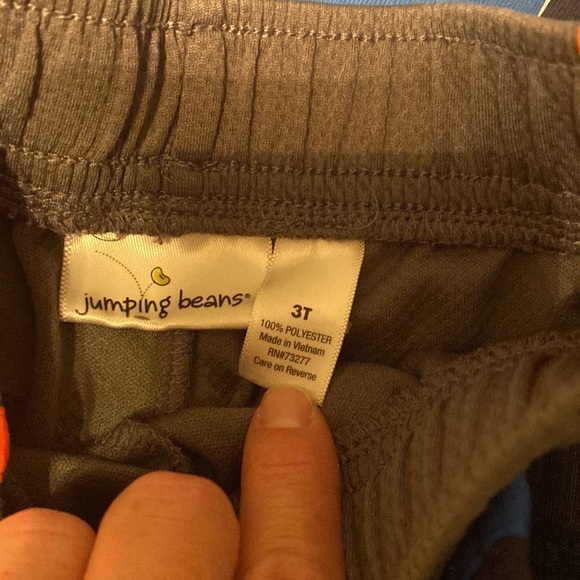 jumping beans®
3T
100% POLYESTER
Made in Vietnam
RN#73277
Care on Reverse